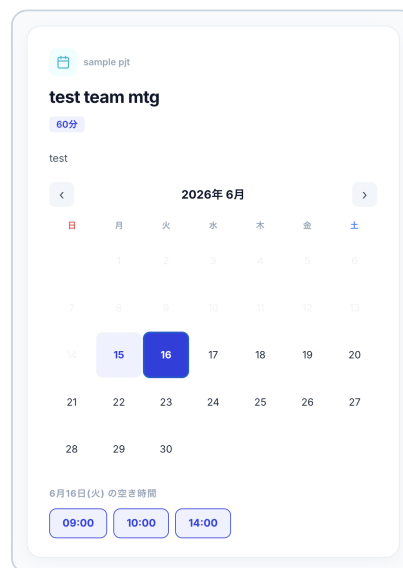 sample pjt
test team mtg
60分
test
‹ 2026年 6月 ›
日 月 火 水 木 金 土
1 2 3 4 5 6
7 8 9 10 11 12 13
14 15 16 17 18 19 20
21 22 23 24 25 26 27
28 29 30
6月16日(火) の空き時間
09:00 10:00 14:00